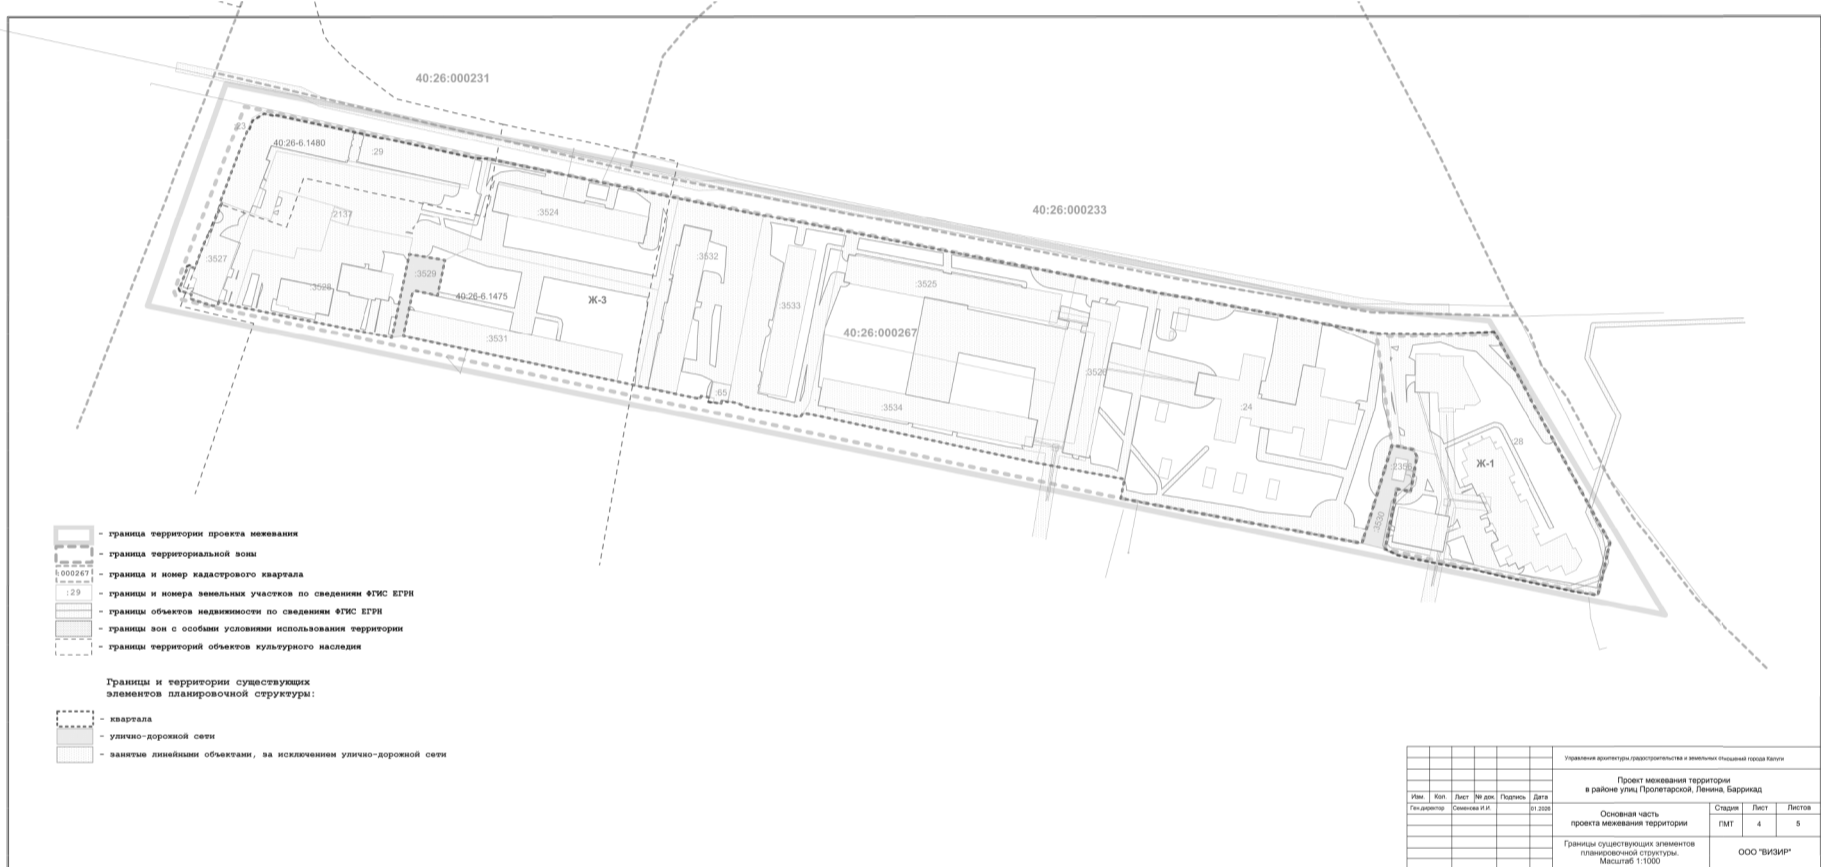 40:26:000231
40:26:000233
:23
40:26-6.1480
:29
:2137
:3524
:3527
:3528
:3529
40:26-6.1475
Ж-3
:3531
:3532
:3533
:65
:3525
40:26:000267
:3534
:3526
:24
:3530
Ж-1
:28
- граница территории проекта межевания
- граница территориальной зоны
:000267
- граница и номер кадастрового квартала
:29
- границы и номера земельных участков по сведениям ФГИС ЕГРН
- границы объектов недвижимости по сведениям ФГИС ЕГРН
- границы зон с особыми условиями использования территории
- границы территорий объектов культурного наследия
Границы и территории существующих
элементов планировочной структуры:
- квартала
- улично-дорожной сети
- занятые линейными объектами, за исключением улично-дорожной сети
Управления архитектуры, градостроительства и земельных отношений города Калуги
Проект межевания территории
в районе улиц Пролетарской, Ленина, Баррикад
Изм. Кол. Лист № док. Подпись Дата
Ген.директор Семенова И.И. 01.2020
Основная часть
проекта межевания территории
Стадия Лист Листов
ПМТ 4 5
Границы существующих элементов
планировочной структуры.
Масштаб 1:1000
ООО "ВИЗИР"